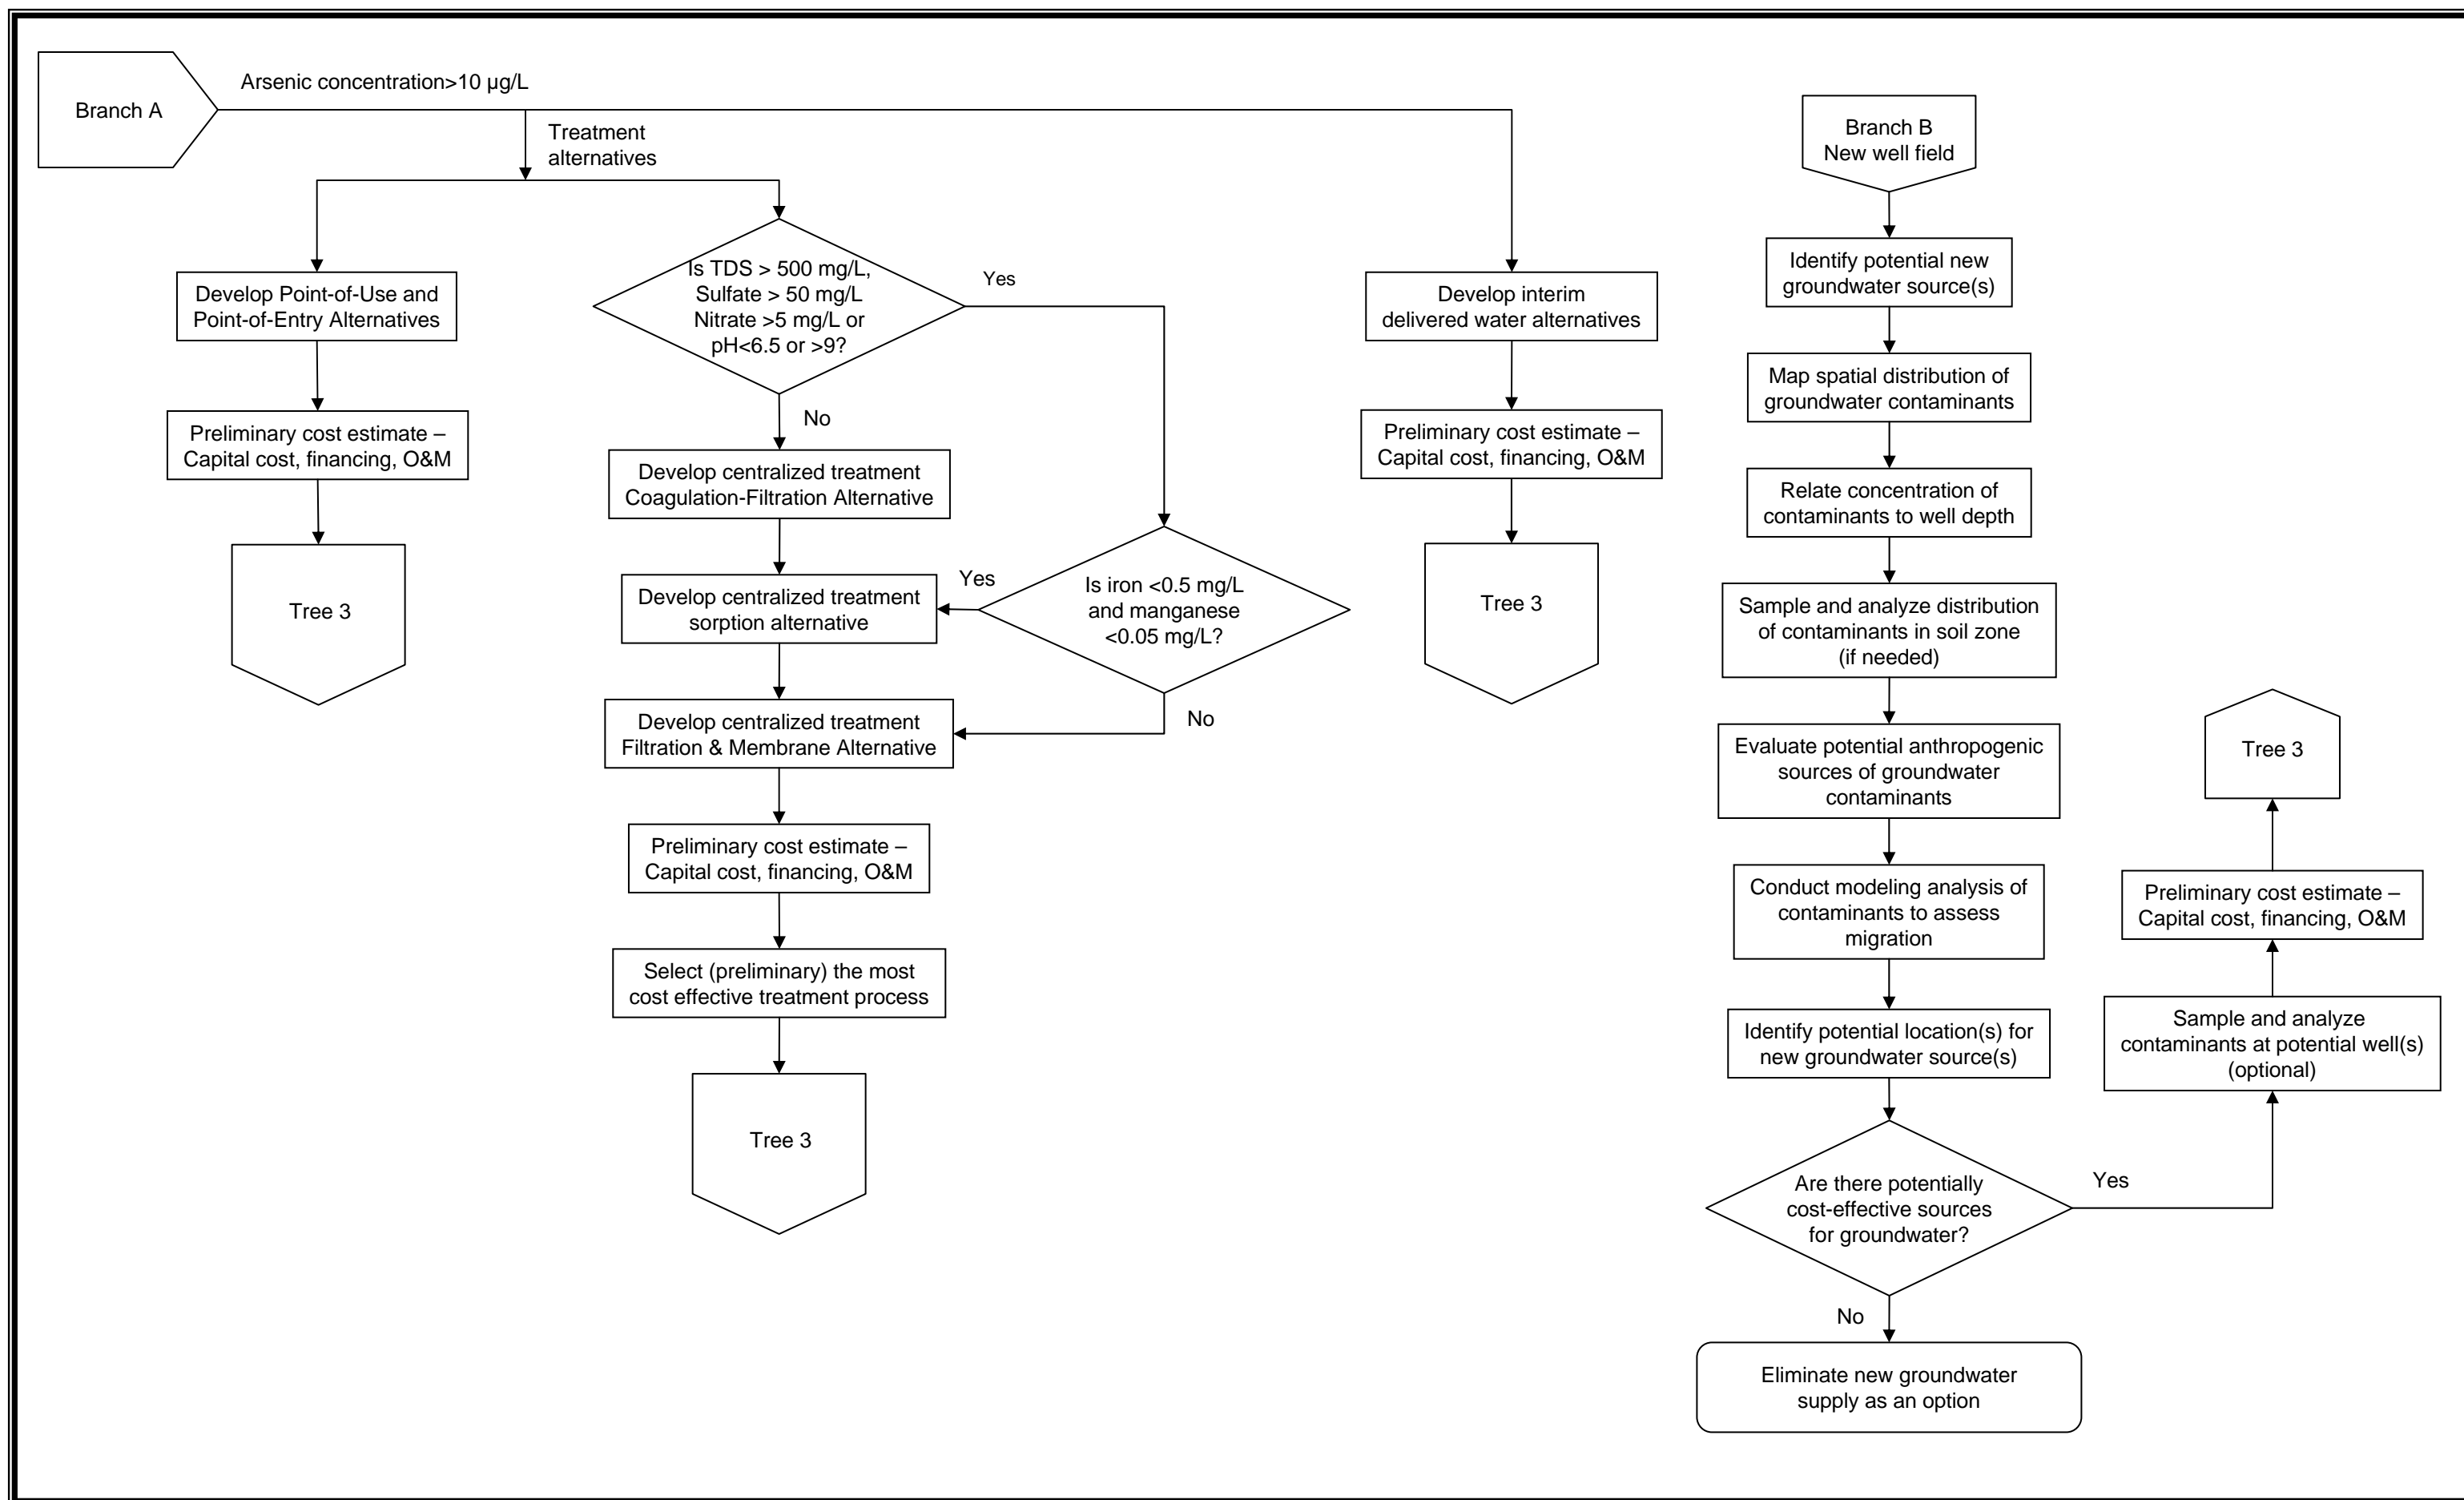 Branch A
Arsenic concentration>10 µg/L
Treatment
alternatives
Develop Point-of-Use and
Point-of-Entry Alternatives
Preliminary cost estimate –
Capital cost, financing, O&M
Tree 3
Is TDS > 500 mg/L,
Sulfate > 50 mg/L
Nitrate >5 mg/L or
pH<6.5 or >9?
Yes
No
Develop centralized treatment
Coagulation-Filtration Alternative
Develop centralized treatment
sorption alternative
Yes
Is iron <0.5 mg/L
and manganese
<0.05 mg/L?
No
Develop centralized treatment
Filtration & Membrane Alternative
Preliminary cost estimate –
Capital cost, financing, O&M
Select (preliminary) the most
cost effective treatment process
Tree 3
Develop interim
delivered water alternatives
Preliminary cost estimate –
Capital cost, financing, O&M
Tree 3
Branch B
New well field
Identify potential new
groundwater source(s)
Map spatial distribution of
groundwater contaminants
Relate concentration of
contaminants to well depth
Sample and analyze distribution
of contaminants in soil zone
(if needed)
Evaluate potential anthropogenic
sources of groundwater
contaminants
Conduct modeling analysis of
contaminants to assess
migration
Identify potential location(s) for
new groundwater source(s)
Are there potentially
cost-effective sources
for groundwater?
Yes
No
Eliminate new groundwater
supply as an option
Sample and analyze
contaminants at potential well(s)
(optional)
Preliminary cost estimate –
Capital cost, financing, O&M
Tree 3